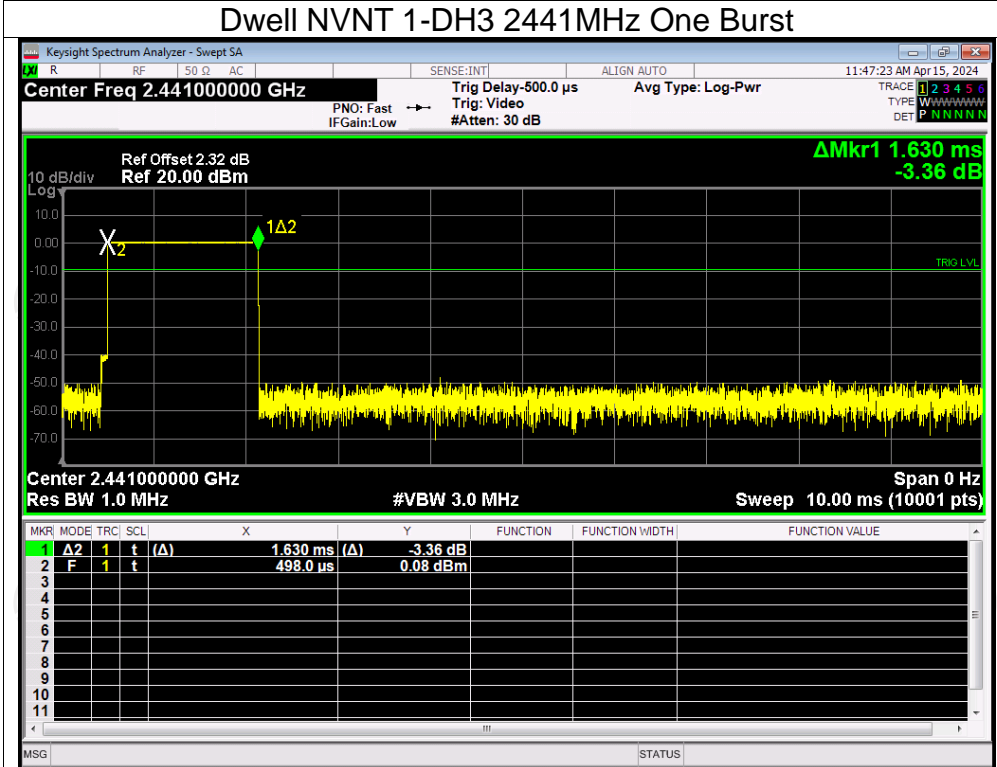 Dwell NVNT 1-DH3 2441MHz One Burst
Keysight Spectrum Analyzer - Swept SA
LXI R RF 50 Ω AC SENSE:INT ALIGN AUTO 11:47:23 AM Apr 15, 2024
Center Freq 2.441000000 GHz
PNO: Fast
IFGain:Low
Trig Delay-500.0 µs
Trig: Video
#Atten: 30 dB
Avg Type: Log-Pwr
TRACE 1 2 3 4 5 6
TYPE WWWWWW
DET P N N N N N
ΔMkr1 1.630 ms
-3.36 dB
Ref Offset 2.32 dB
10 dB/div Ref 20.00 dBm
Log
10.0
0.00
-10.0
-20.0
-30.0
-40.0
-50.0
-60.0
-70.0
2
1Δ2
TRIG LVL
Center 2.441000000 GHz Span 0 Hz
Res BW 1.0 MHz #VBW 3.0 MHz Sweep 10.00 ms (10001 pts)
MKR MODE TRC SCL X Y FUNCTION FUNCTION WIDTH FUNCTION VALUE
1 Δ2 1 t (Δ) 1.630 ms (Δ) -3.36 dB
2 F 1 t 498.0 µs 0.08 dBm
3
4
5
6
7
8
9
10
11
MSG STATUS